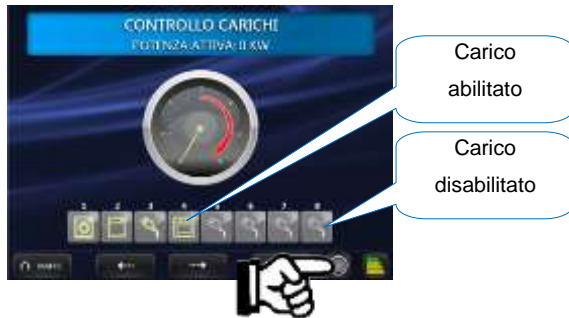 CONTROLLO CARICHI
POTENZA ATTIVA: 0 KW
Carico
abilitato
Carico
disabilitato
1 2 3 4 5 6 7 8